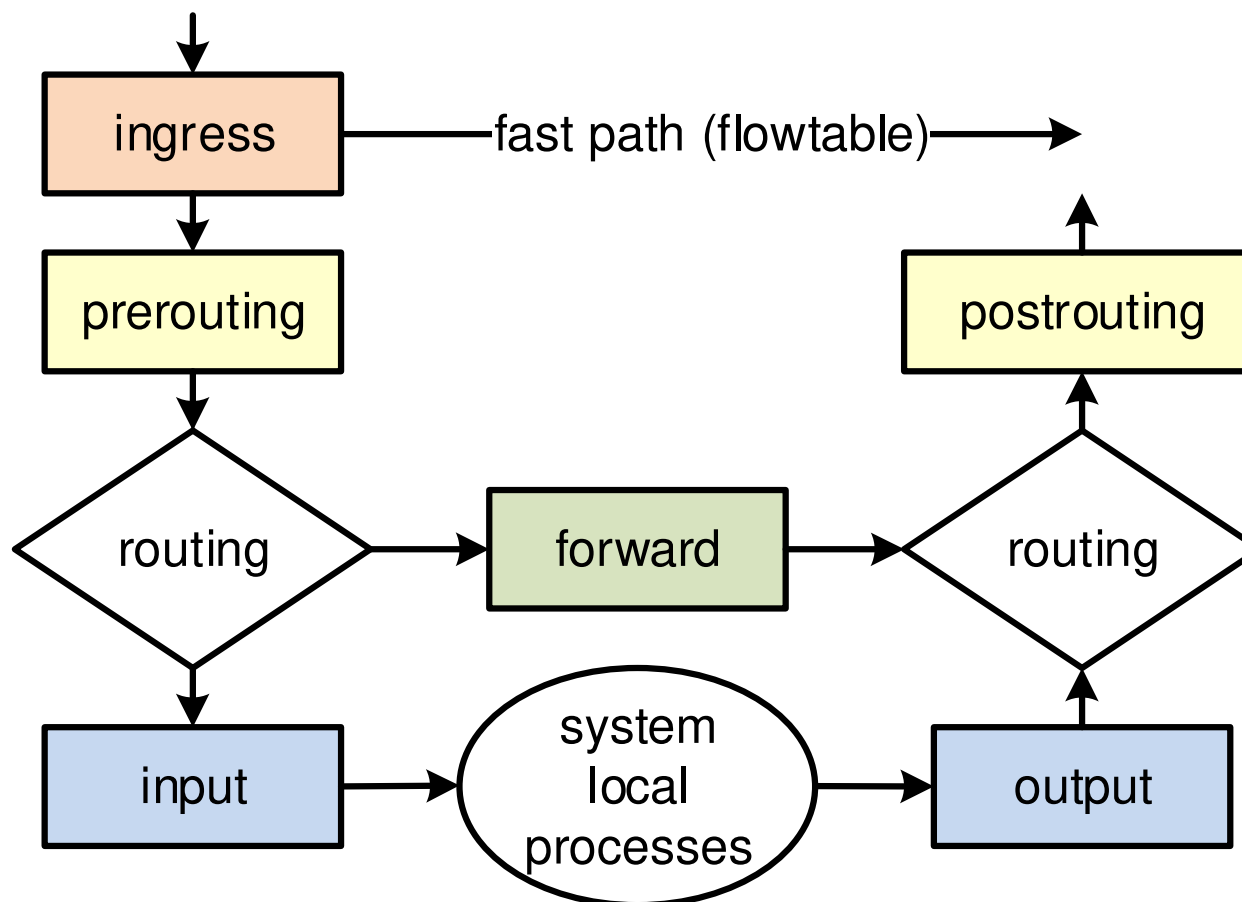 ingress
fast path (flowtable)
prerouting
postrouting
routing
forward
routing
input
system
local
processes
output